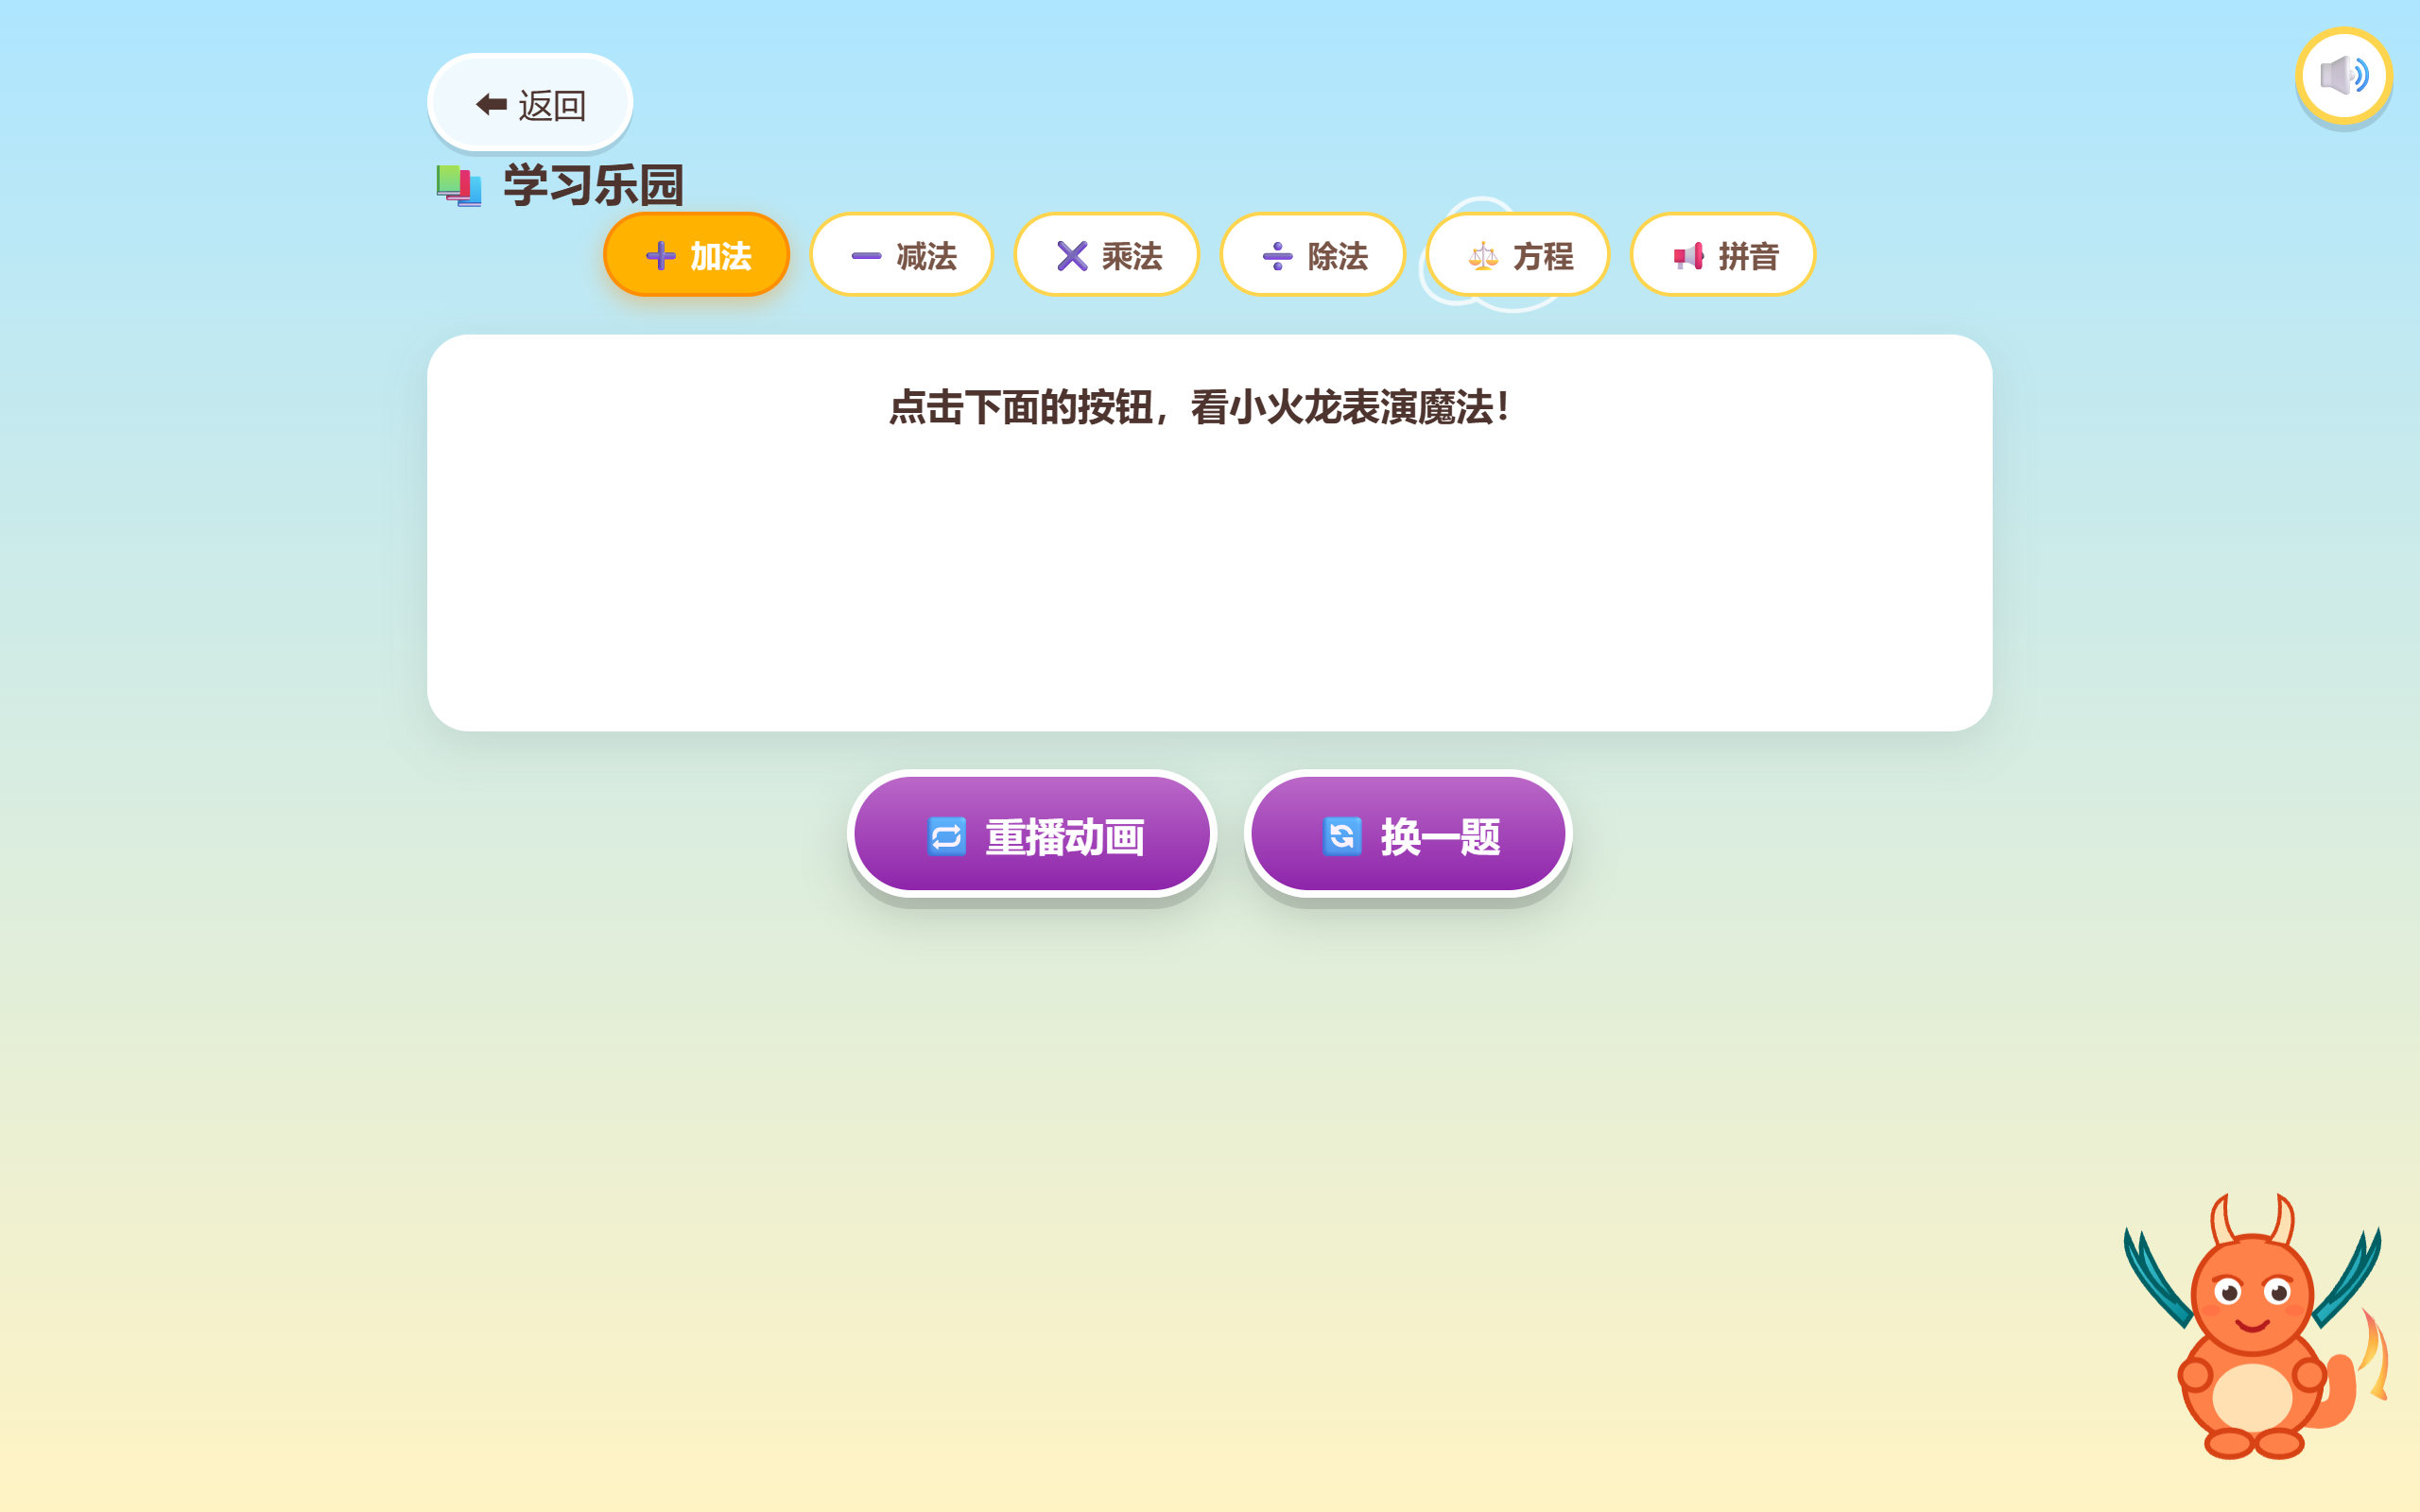 ⬅ 返回
📚 学习乐园
➕ 加法
➖ 减法
✖ 乘法
➗ 除法
⚖ 方程
📢 拼音
点击下面的按钮，看小火龙表演魔法！
🔁 重播动画
🔄 换一题